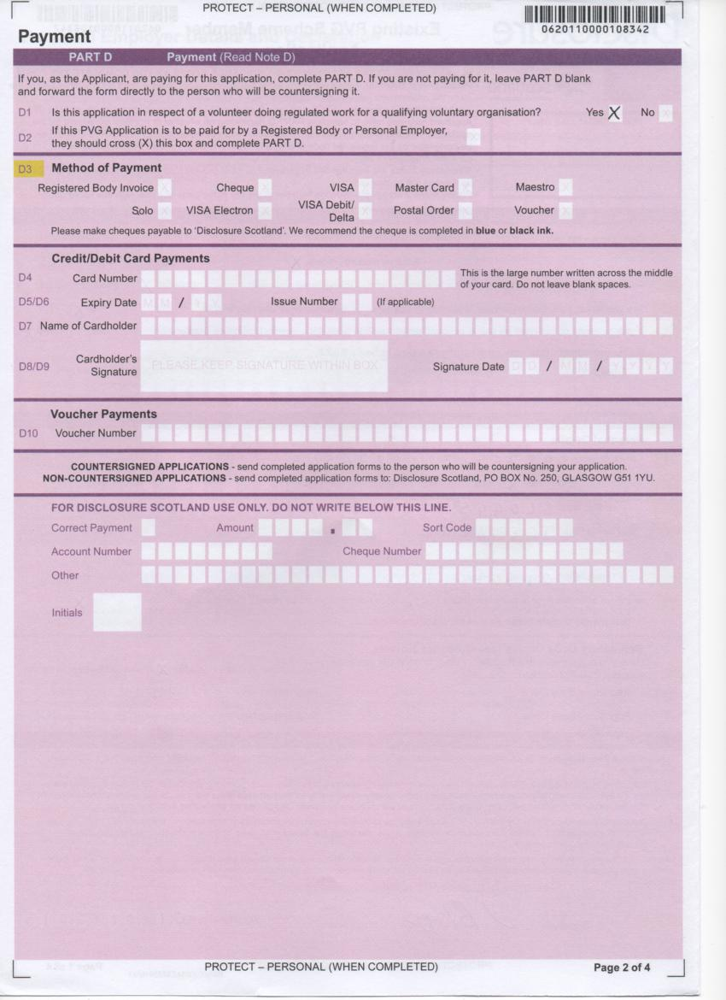 PROTECT – PERSONAL (WHEN COMPLETED)
0620110000108342
Payment
PART D Payment (Read Note D)
If you, as the Applicant, are paying for this application, complete PART D. If you are not paying for it, leave PART D blank
and forward the form directly to the person who will be countersigning it.
D1 Is this application in respect of a volunteer doing regulated work for a qualifying voluntary organisation? Yes X No X
D2 If this PVG Application is to be paid for by a Registered Body or Personal Employer,
they should cross (X) this box and complete PART D. X
D3 Method of Payment
Registered Body Invoice X Cheque X VISA X Master Card X Maestro X
Solo X VISA Electron X VISA Debit/
Delta X Postal Order X Voucher X
Please make cheques payable to 'Disclosure Scotland'. We recommend the cheque is completed in blue or black ink.
Credit/Debit Card Payments
D4 Card Number This is the large number written across the middle
of your card. Do not leave blank spaces.
D5/D6 Expiry Date M M / Y Y Issue Number (If applicable)
D7 Name of Cardholder
D8/D9 Cardholder's
Signature PLEASE KEEP SIGNATURE WITHIN BOX Signature Date D D / M M / Y Y Y Y
Voucher Payments
D10 Voucher Number
COUNTERSIGNED APPLICATIONS - send completed application forms to the person who will be countersigning your application.
NON-COUNTERSIGNED APPLICATIONS - send completed application forms to: Disclosure Scotland, PO BOX No. 250, GLASGOW G51 1YU.
FOR DISCLOSURE SCOTLAND USE ONLY. DO NOT WRITE BELOW THIS LINE.
Correct Payment Amount . Sort Code
Account Number Cheque Number
Other
Initials
PROTECT – PERSONAL (WHEN COMPLETED) Page 2 of 4